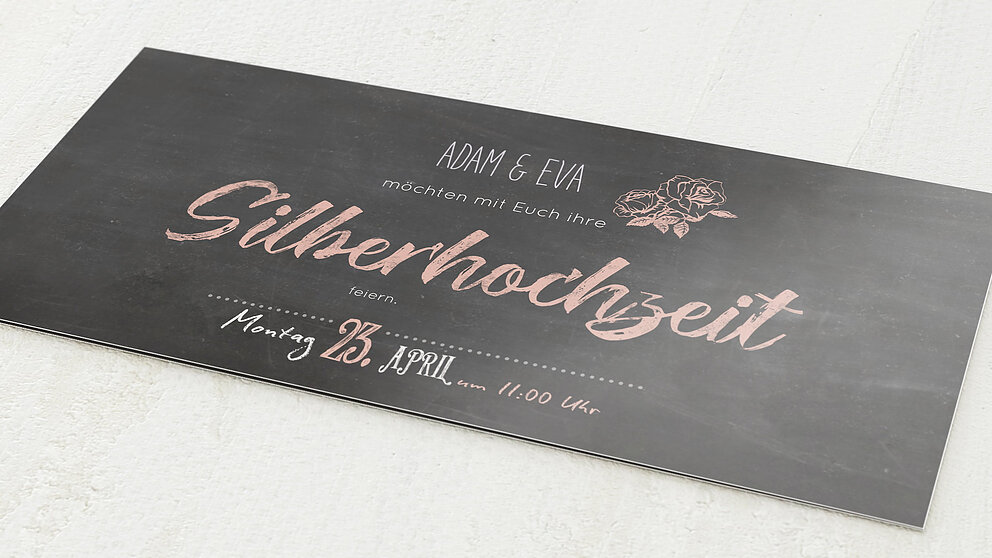 ADAM & EVA
möchten mit Euch ihre
Silberhochzeit
feiern.
Montag 23. APRIL um 11:00 Uhr